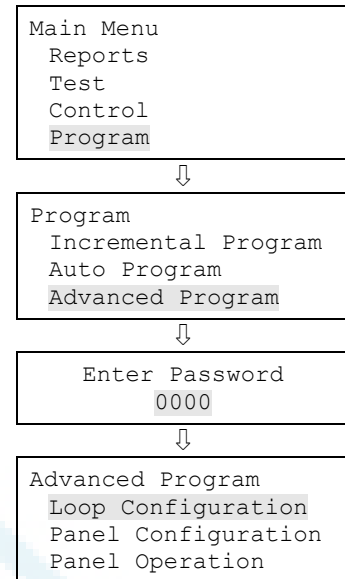 Main Menu
Reports
Test
Control
Program
⇩
Program
Incremental Program
Auto Program
Advanced Program
⇩
Enter Password
0000
⇩
Advanced Program
Loop Configuration
Panel Configuration
Panel Operation